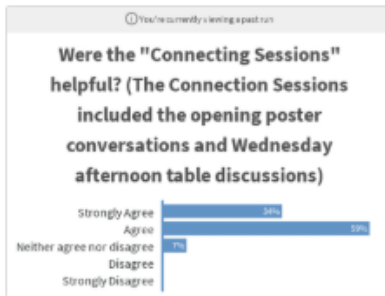 You're currently viewing a past run
Were the "Connecting Sessions"
helpful? (The Connection Sessions
included the opening poster
conversations and Wednesday
afternoon table discussions)
Strongly Agree 34%
Agree 59%
Neither agree nor disagree 7%
Disagree
Strongly Disagree